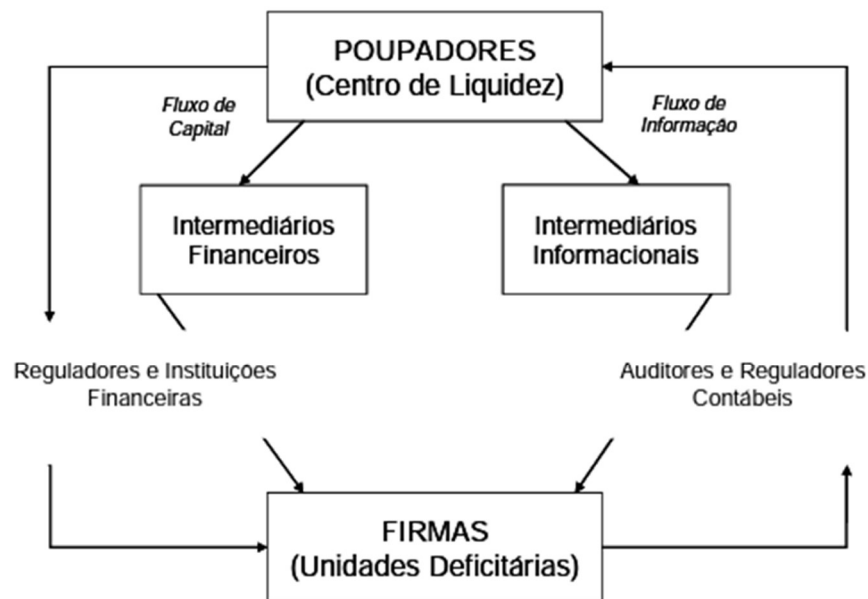 POUPADORES
(Centro de Liquidez)
Fluxo de
Capital
Fluxo de
Informação
Intermediários
Financeiros
Intermediários
Informacionais
Reguladores e Instituições
Financeiras
Auditores e Reguladores
Contábeis
FIRMAS
(Unidades Deficitárias)